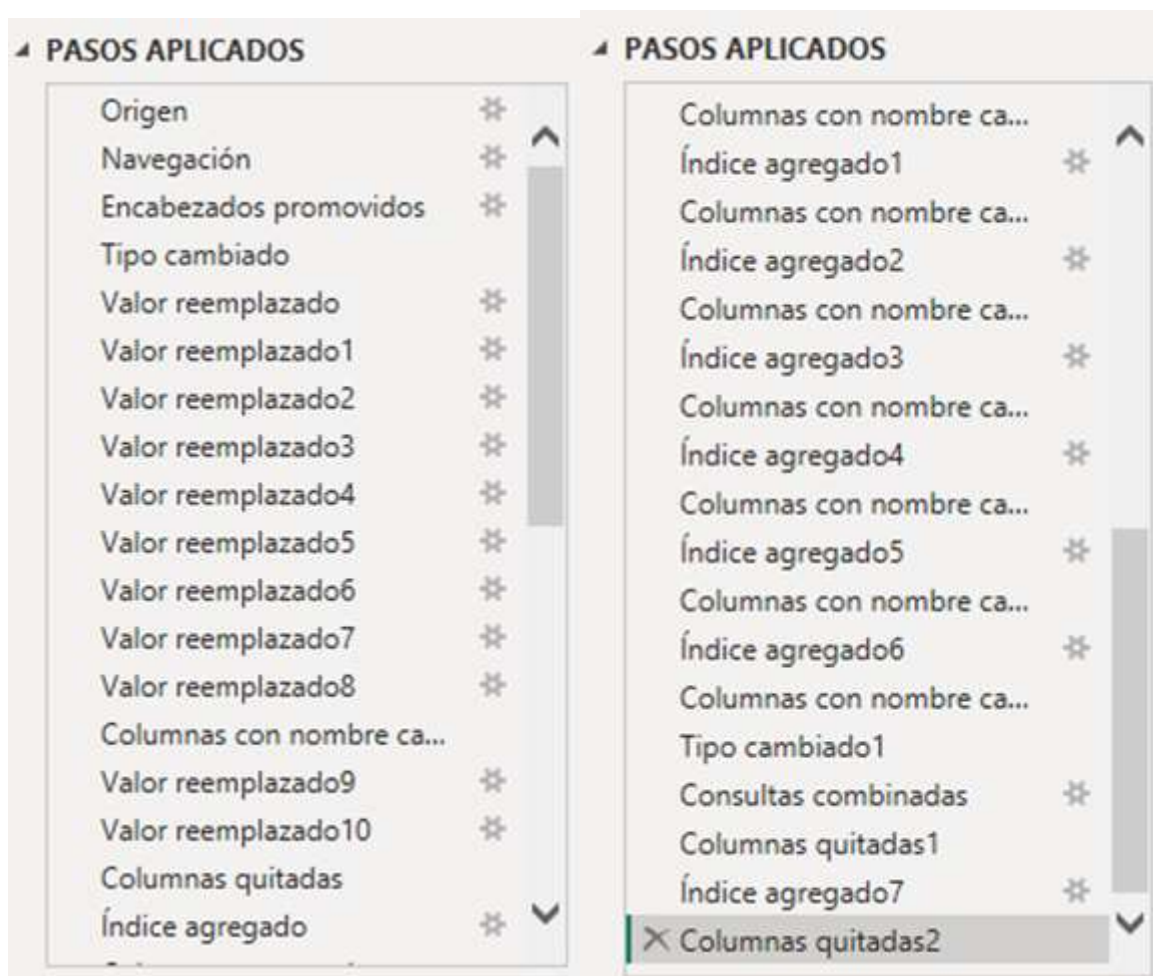 PASOS APLICADOS
Origen
Navegación
Encabezados promovidos
Tipo cambiado
Valor reemplazado
Valor reemplazado1
Valor reemplazado2
Valor reemplazado3
Valor reemplazado4
Valor reemplazado5
Valor reemplazado6
Valor reemplazado7
Valor reemplazado8
Columnas con nombre ca...
Valor reemplazado9
Valor reemplazado10
Columnas quitadas
Índice agregado
PASOS APLICADOS
Columnas con nombre ca...
Índice agregado1
Columnas con nombre ca...
Índice agregado2
Columnas con nombre ca...
Índice agregado3
Columnas con nombre ca...
Índice agregado4
Columnas con nombre ca...
Índice agregado5
Columnas con nombre ca...
Índice agregado6
Columnas con nombre ca...
Tipo cambiado1
Consultas combinadas
Columnas quitadas1
Índice agregado7
Columnas quitadas2